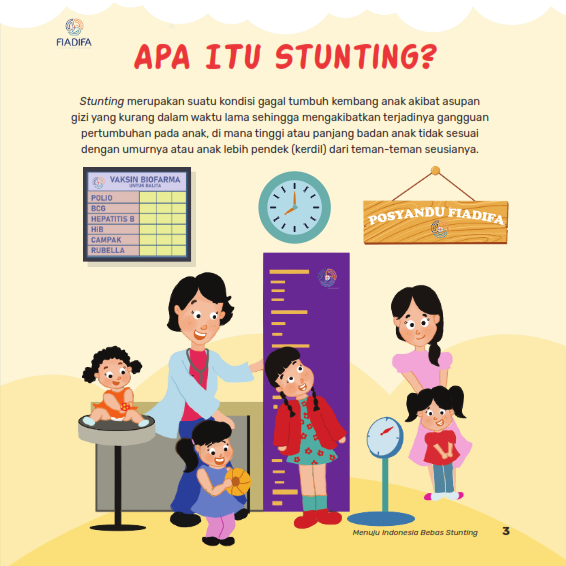 FIADIFA
APA ITU STUNTING?
Stunting merupakan suatu kondisi gagal tumbuh kembang anak akibat asupan
gizi yang kurang dalam waktu lama sehingga mengakibatkan terjadinya gangguan
pertumbuhan pada anak, di mana tinggi atau panjang badan anak tidak sesuai
dengan umurnya atau anak lebih pendek (kerdil) dari teman-teman seusianya.
VAKSIN BIOFARMA
UNTUK BALITA
POLIO
BCG
HEPATITIS B
HIB
CAMPAK
RUBELLA
POSYANDU FIADIFA
Menuju Indonesia Bebas Stunting 3